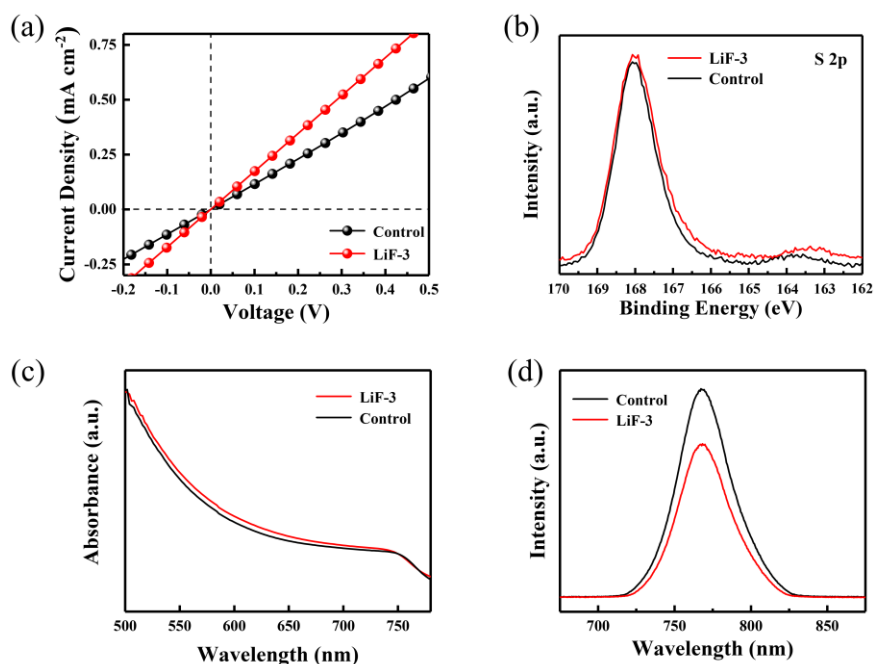 (a)
Current Density (mA cm⁻²)
0.75
0.50
0.25
0.00
-0.25
Control
LiF-3
-0.2 -0.1 0.0 0.1 0.2 0.3 0.4 0.5
Voltage (V)
(b)
Intensity (a.u.)
LiF-3
Control
S 2p
170 169 168 167 166 165 164 163 162
Binding Energy (eV)
(c)
Absorbance (a.u.)
LiF-3
Control
500 550 600 650 700 750
Wavelength (nm)
(d)
Intensity (a.u.)
Control
LiF-3
700 750 800 850
Wavelength (nm)